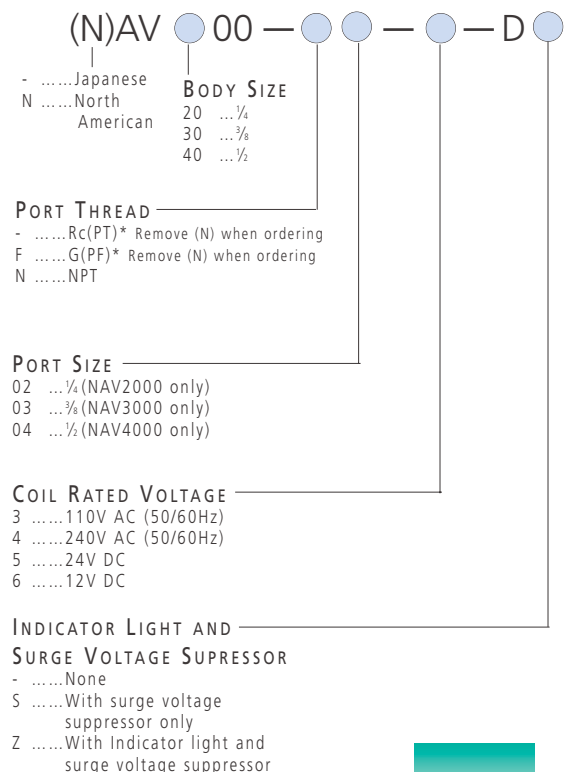 (N)AV 00 — — — D
- ……Japanese
N ……North
American
BODY SIZE
20 …¼
30 …⅜
40 …½
PORT THREAD
- ……Rc(PT)* Remove (N) when ordering
F ……G(PF)* Remove (N) when ordering
N ……NPT
PORT SIZE
02 …¼(NAV2000 only)
03 …⅜(NAV3000 only)
04 …½(NAV4000 only)
COIL RATED VOLTAGE
3 ……110V AC (50/60Hz)
4 ……240V AC (50/60Hz)
5 ……24V DC
6 ……12V DC
INDICATOR LIGHT AND
SURGE VOLTAGE SUPRESSOR
- ……None
S ……With surge voltage
suppressor only
Z ……With Indicator light and
surge voltage suppressor